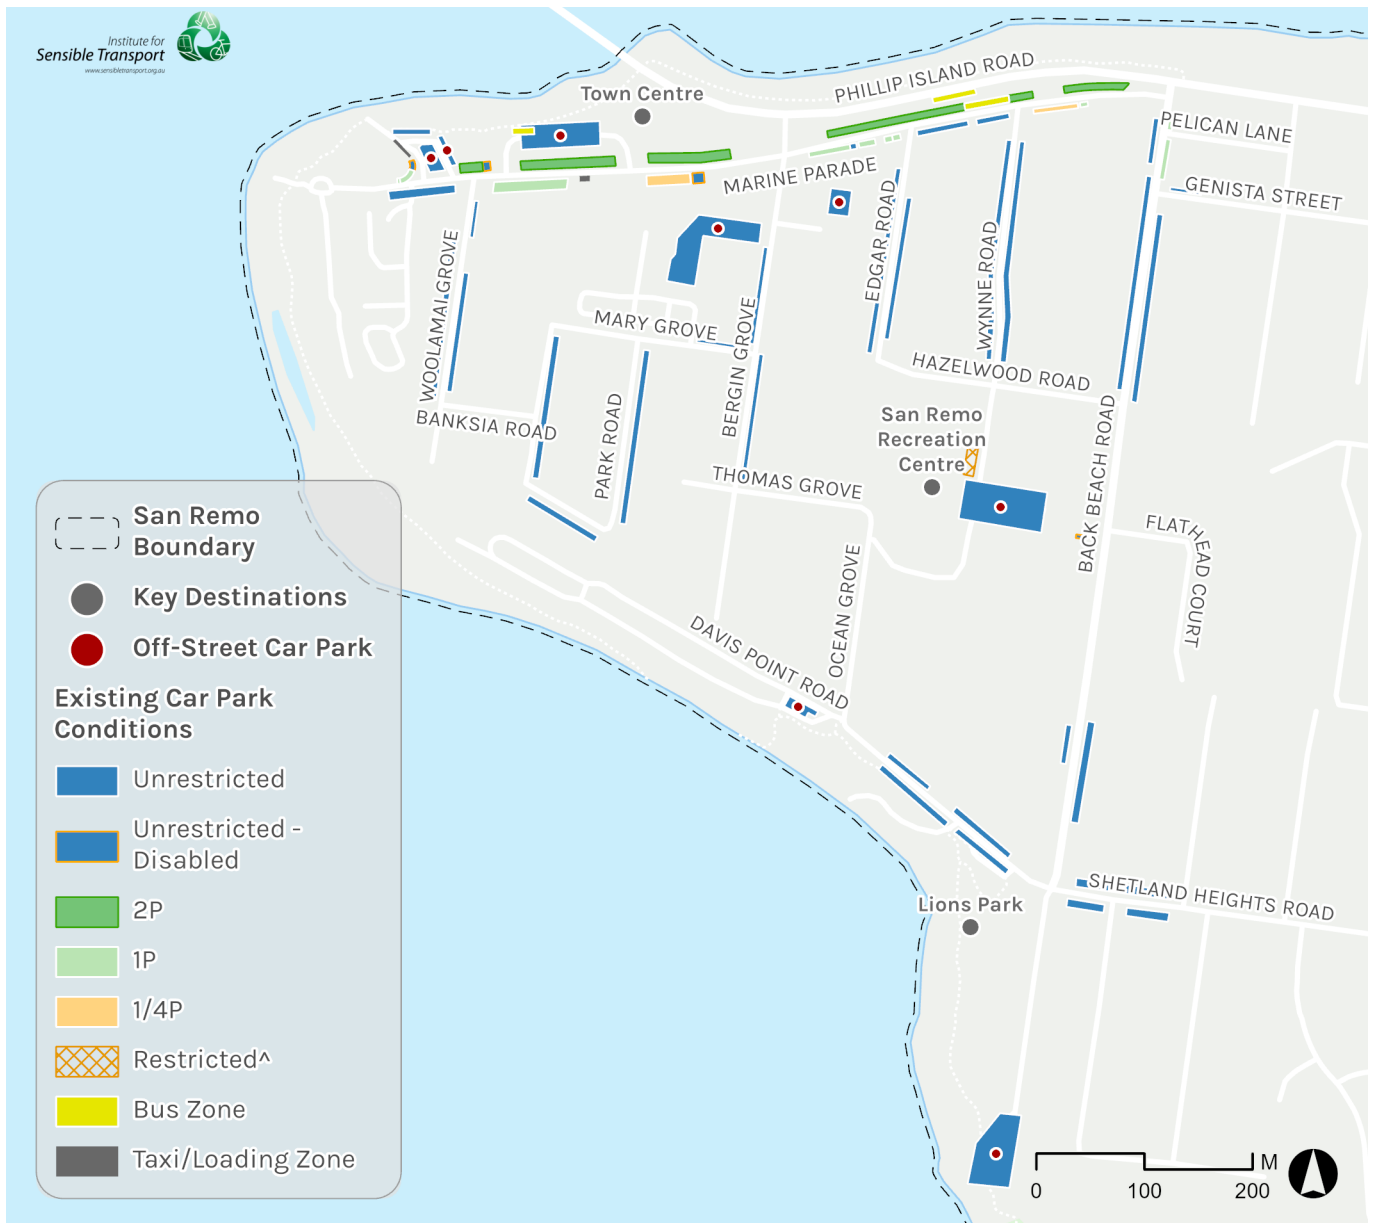 Institute for
Sensible Transport
www.sensibletransport.org.au
Town Centre
PHILLIP ISLAND ROAD
PELICAN LANE
MARINE PARADE
GENISTA STREET
EDGAR ROAD
WYNNE ROAD
WOOLAMAI GROVE
MARY GROVE
BERGIN GROVE
HAZELWOOD ROAD
BANKSIA ROAD
PARK ROAD
San Remo
Recreation
Centre
BACK BEACH ROAD
THOMAS GROVE
FLATHEAD COURT
OCEAN GROVE
DAVIS POINT ROAD
SHETLAND HEIGHTS ROAD
Lions Park
San Remo
Boundary
Key Destinations
Off-Street Car Park
Existing Car Park
Conditions
Unrestricted
Unrestricted -
Disabled
2P
1P
1/4P
Restricted^
Bus Zone
Taxi/Loading Zone
M
0 100 200